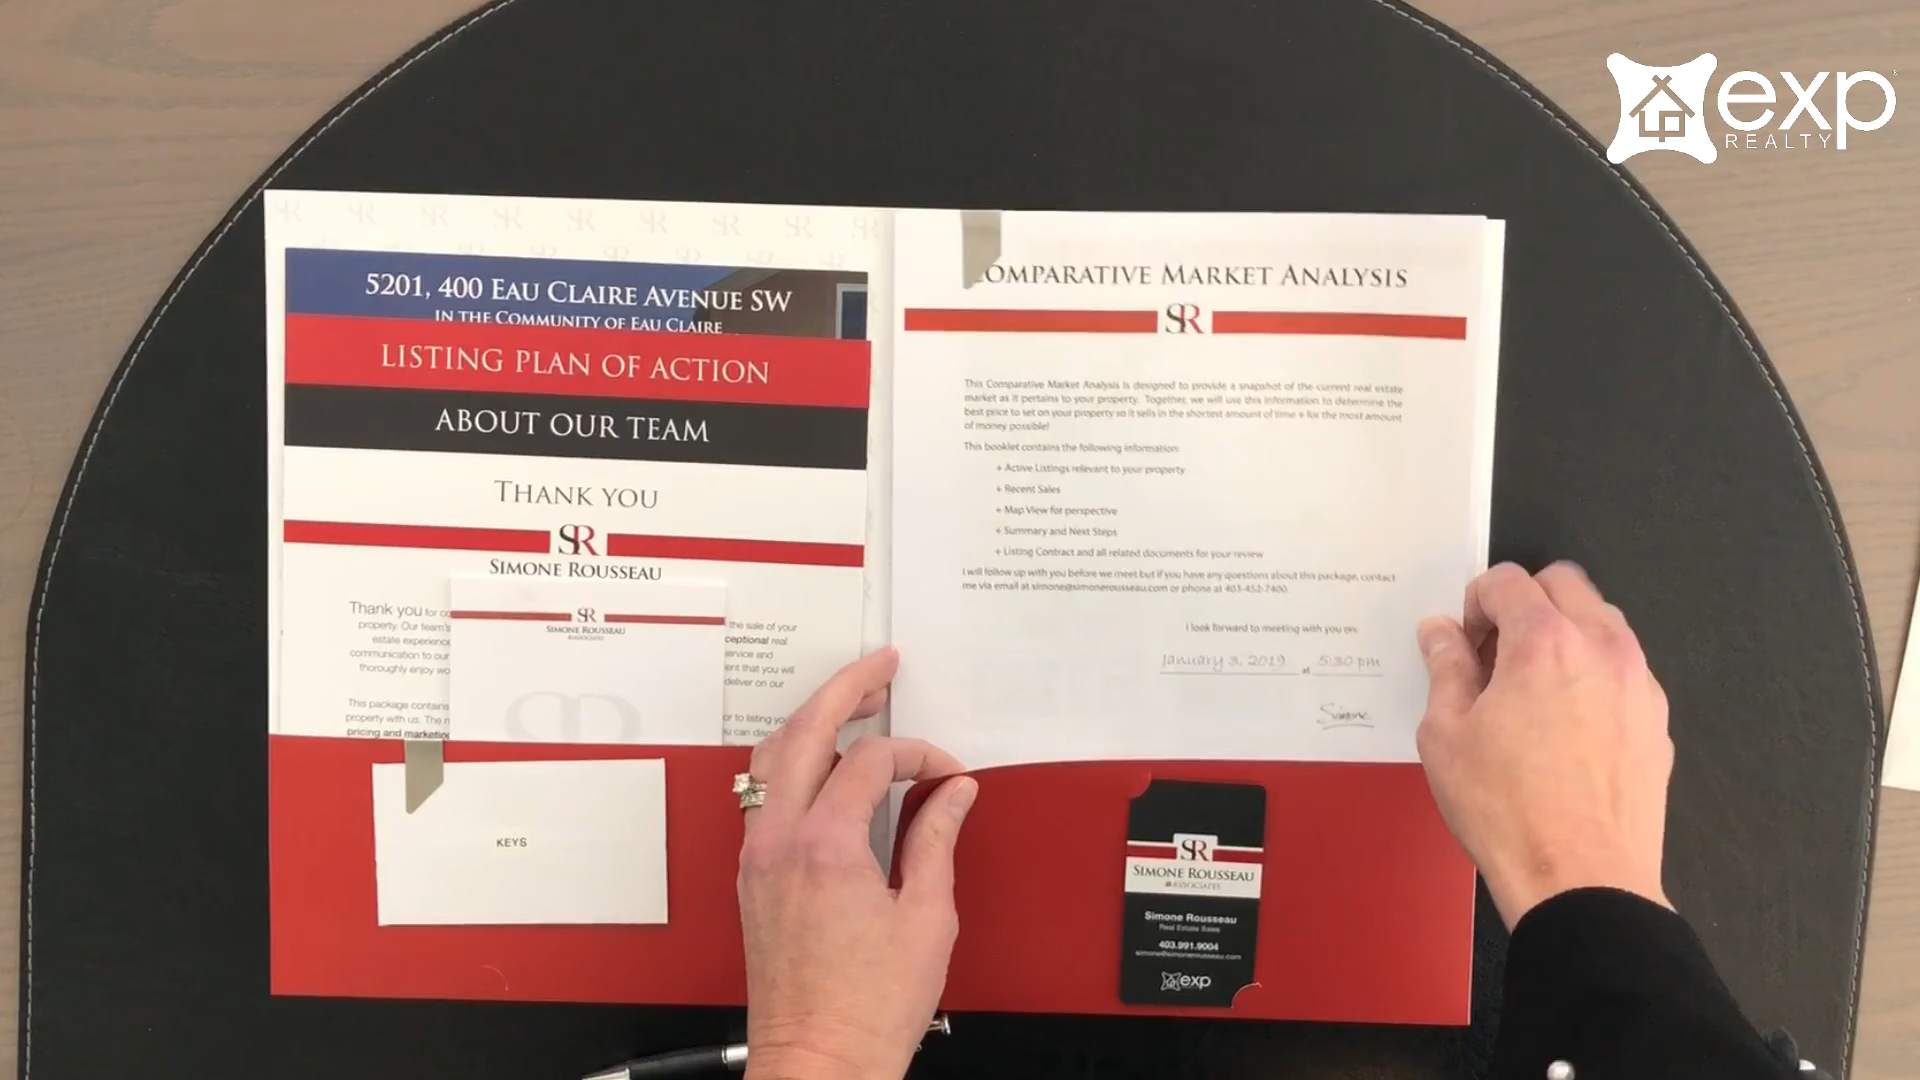 exp
REALTY
5201, 400 EAU CLAIRE AVENUE SW
IN THE COMMUNITY OF EAU CLAIRE
LISTING PLAN OF ACTION
ABOUT OUR TEAM
THANK YOU
SR
SIMONE ROUSSEAU
Thank you for
property. Our team's
estate experience
communication to our
thoroughly enjoy
This package contains
property with us. The
pricing and marketing
the sale of your
real
and
that you will
deliver on our
or to listing
u can
SR
SIMONE ROUSSEAU
& ASSOCIATES
KEYS
OMPARATIVE MARKET ANALYSIS
SR
This Comparative Market Analysis is designed to provide a snapshot of the current real estate
market as it pertains to your property. Together, we will use this information to determine the
best price to set on your property so it sells in the shortest amount of time + for the most amount
of money possible!
This booklet contains the following information:
+ Active Listings relevant to your property
+ Recent Sales
+ Map View for perspective
+ Summary and Next Steps
+ Listing Contract and all related documents for your review
I will follow up with you before we meet but if you have any questions about this package, contact
me via email at simone@simonerousseau.com or phone at 403-452-7400.
I look forward to meeting with you on:
January 3, 2019 at 5:30 pm
Simone
SR
SIMONE ROUSSEAU
& ASSOCIATES
Simone Rousseau
Real Estate Sales
403.991.9004
simone@simonerousseau.com
exp